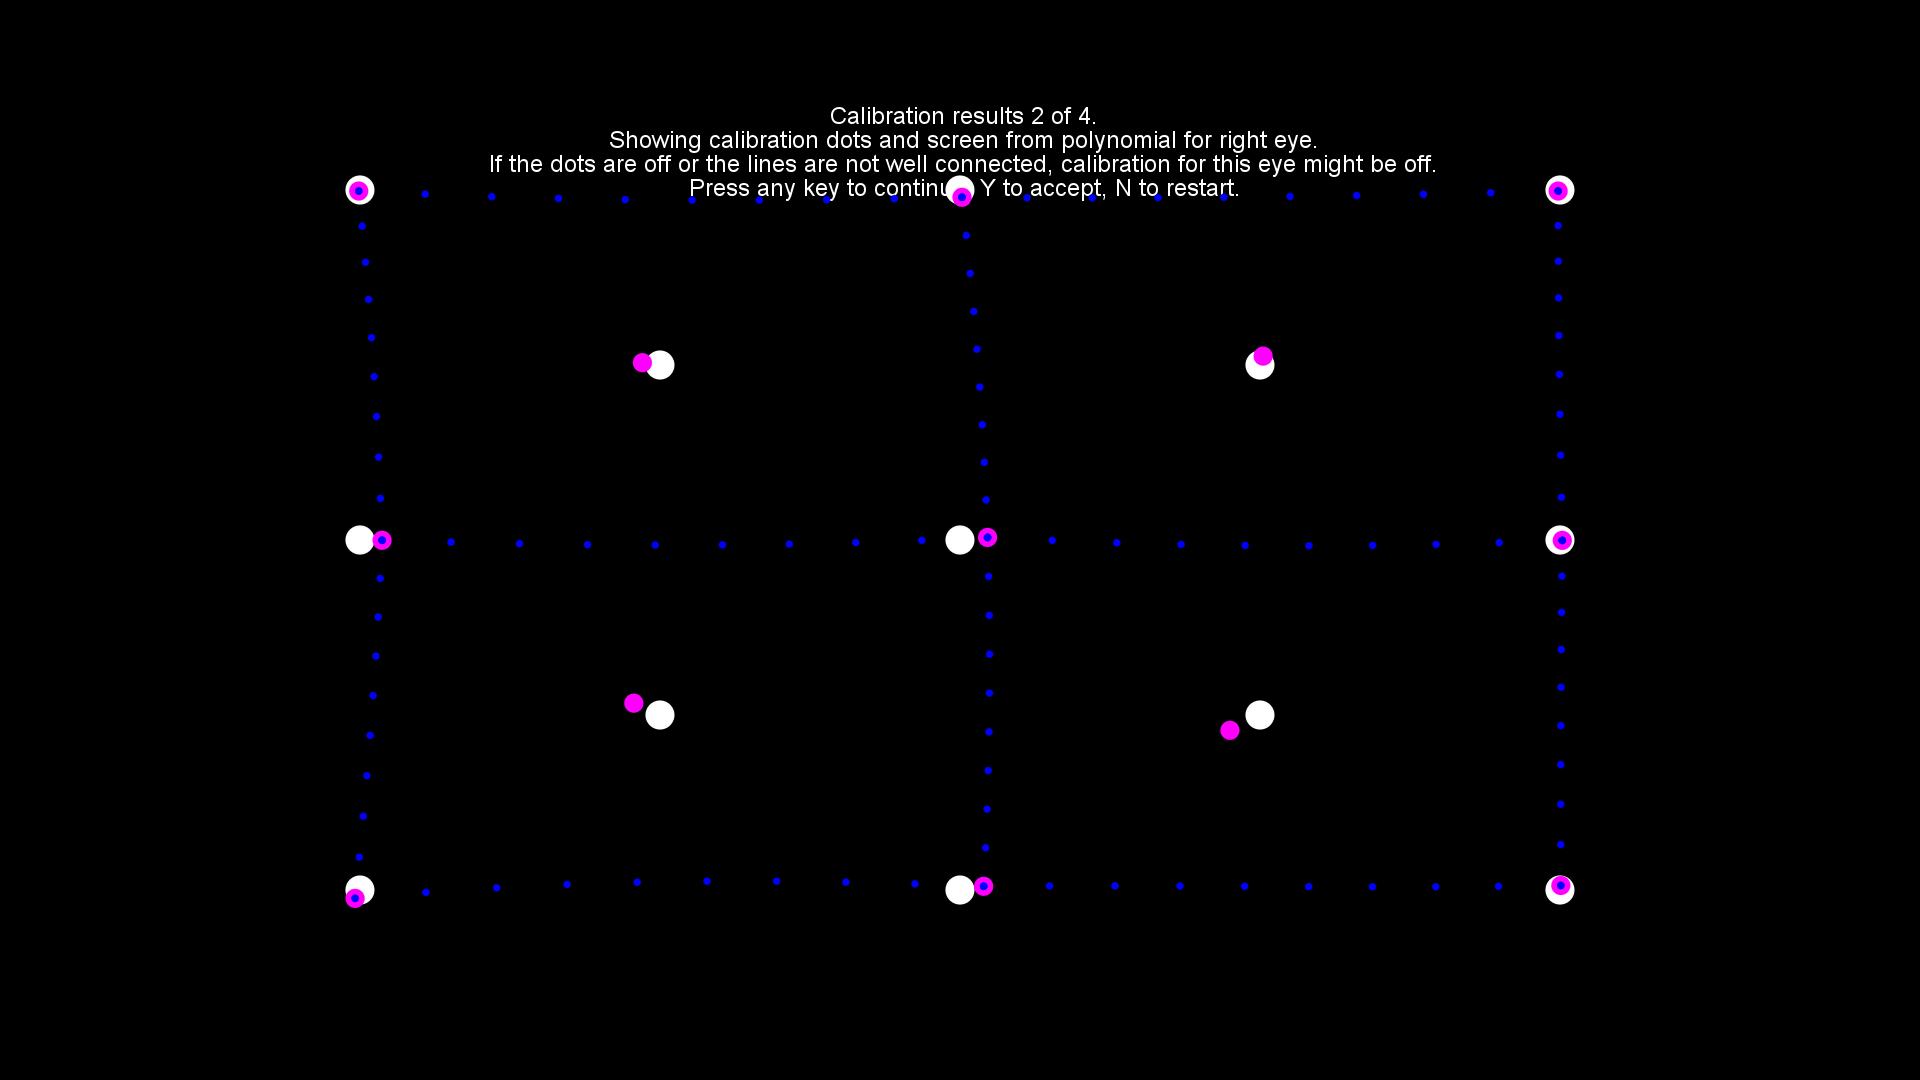 Calibration results 2 of 4.
Showing calibration dots and screen from polynomial for right eye.
If the dots are off or the lines are not well connected, calibration for this eye might be off.
Press any key to continu Y to accept, N to restart.